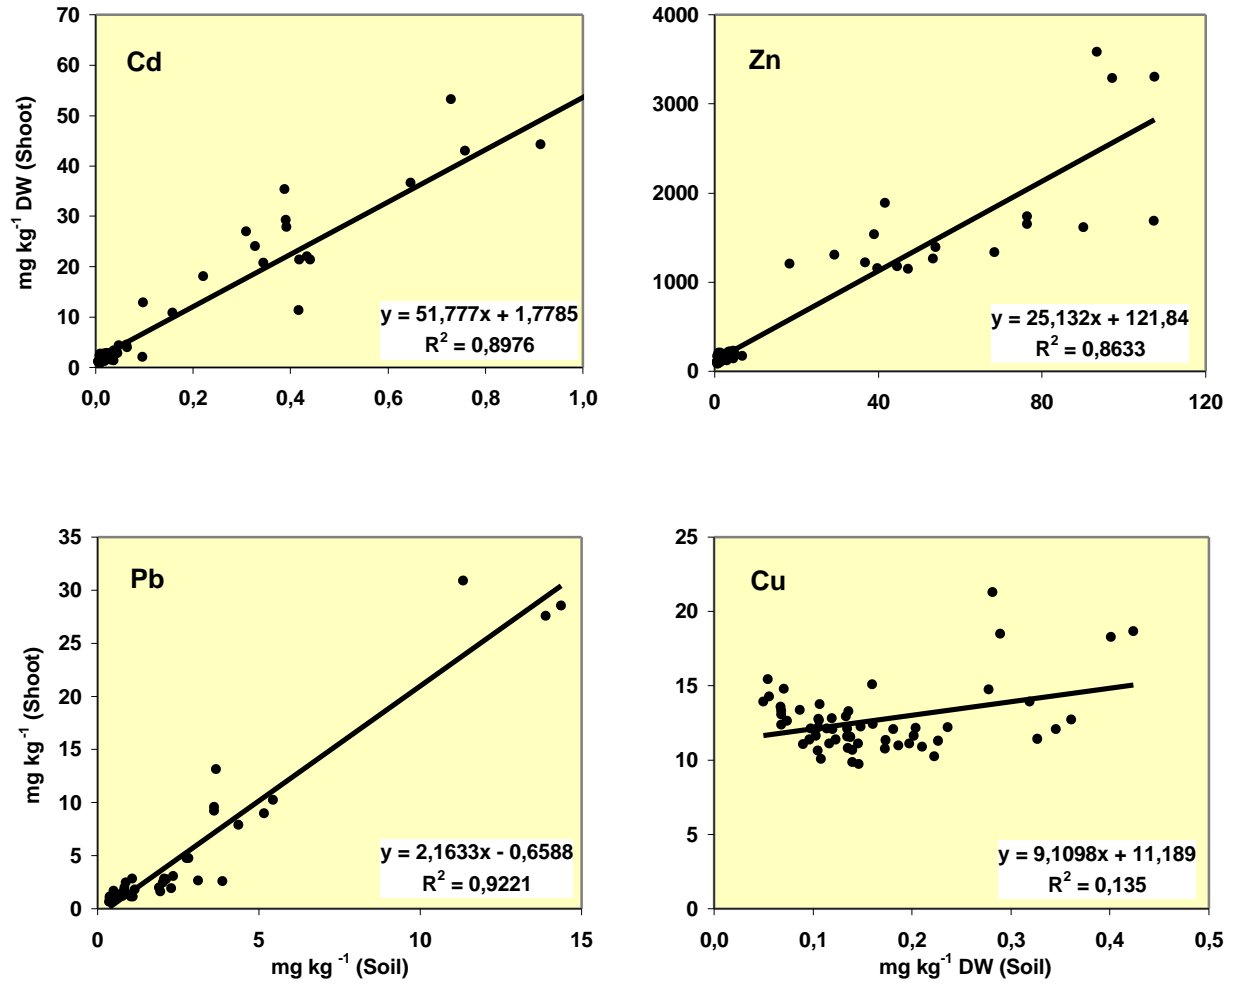 Cd
70
60
50
40
30
20
10
0
0,0 0,2 0,4 0,6 0,8 1,0
mg kg-1 DW (Shoot)
y = 51,777x + 1,7785
R2 = 0,8976
Zn
4000
3000
2000
1000
0
0 40 80 120
y = 25,132x + 121,84
R2 = 0,8633
Pb
35
30
25
20
15
10
5
0
0 5 10 15
mg kg-1 (Shoot)
mg kg -1 (Soil)
y = 2,1633x - 0,6588
R2 = 0,9221
Cu
25
20
15
10
5
0
0,0 0,1 0,2 0,3 0,4 0,5
mg kg-1 DW (Soil)
y = 9,1098x + 11,189
R2 = 0,135